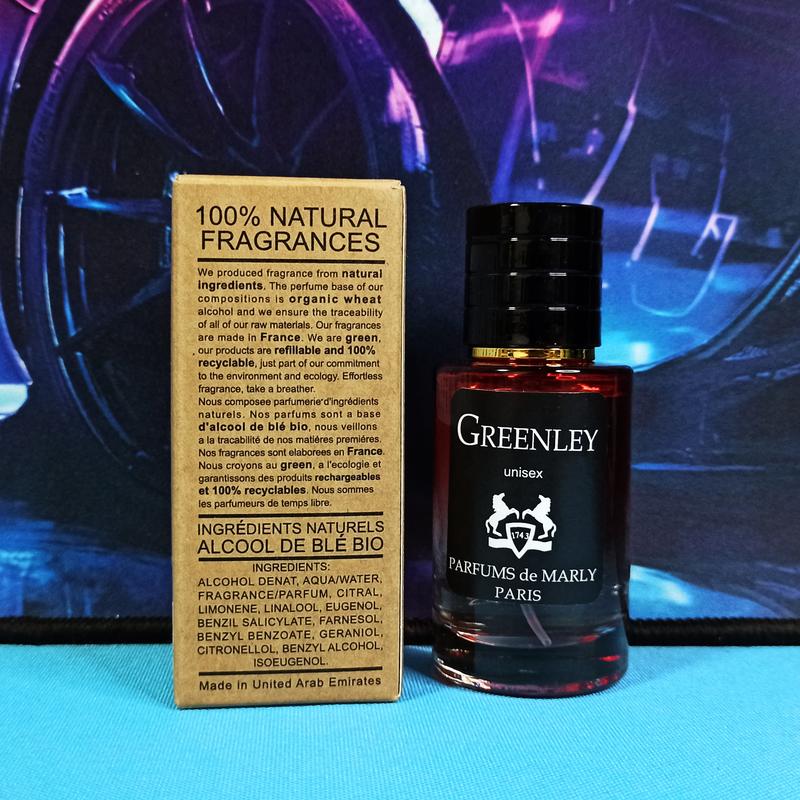 100% NATURAL
FRAGRANCES
We produced fragrance from natural
ingredients. The perfume base of our
compositions is organic wheat
alcohol and we ensure the traceability
of all of our raw materials. Our fragrances
are made in France. We are green,
our products are refillable and 100%
recyclable, just part of our commitment
to the environment and ecology. Effortless
fragrance, take a breather.
Nous composee parfumerie'd'ingrédients
naturels. Nos parfums sont a base
d'alcool de blé bio, nous veillons
a la tracabilité de nos matiéres premiéres.
Nos fragrances sont elaborees en France.
Nous croyons au green, a l'ecologie et
garantissons des produits rechargeables
et 100% recyclables. Nous sommes
les parfumeurs de temps libre.
INGRÉDIENTS NATURELS
ALCOOL DE BLÉ BIO
INGREDIENTS:
ALCOHOL DENAT, AQUA/WATER,
FRAGRANCE/PARFUM, CITRAL,
LIMONENE, LINALOOL, EUGENOL,
BENZIL SALICYLATE, FARNESOL,
BENZYL BENZOATE, GERANIOL,
CITRONELLOL, BENZYL ALCOHOL,
ISOEUGENOL.
Made in United Arab Emirates
GREENLEY
unisex
1743
PARFUMS de MARLY
PARIS